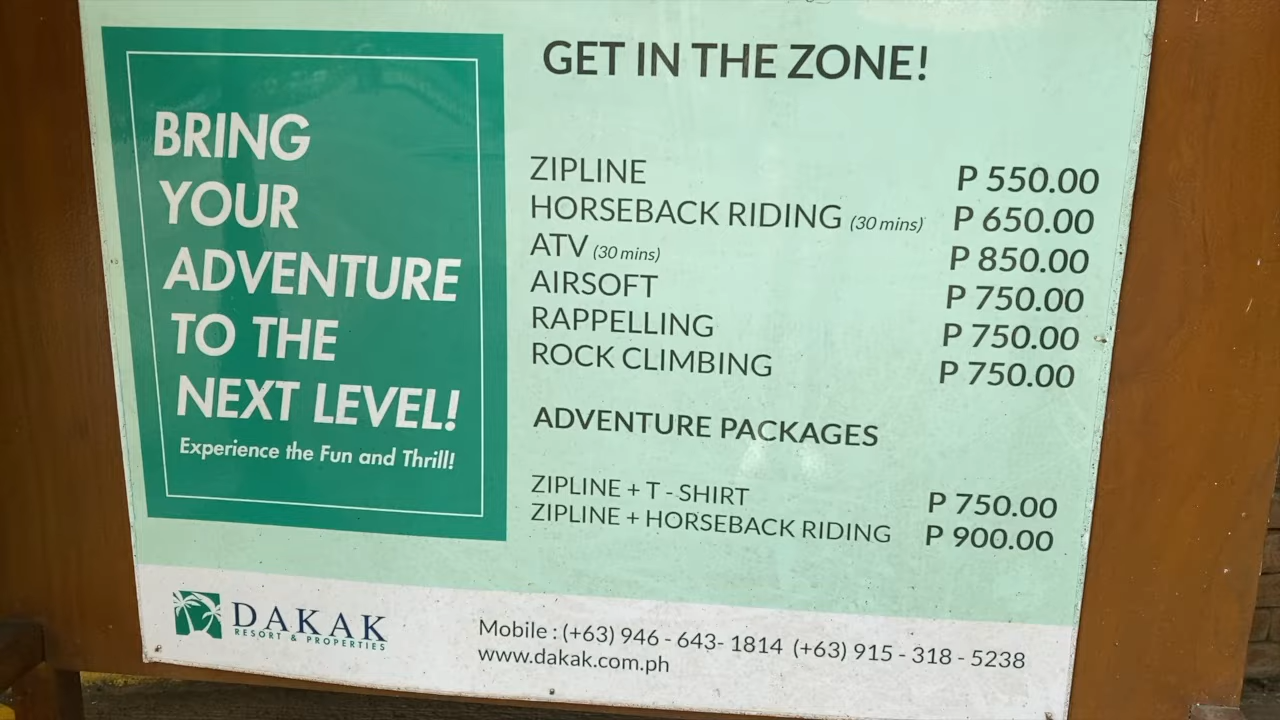 BRING
YOUR
ADVENTURE
TO THE
NEXT LEVEL!
Experience the Fun and Thrill!
GET IN THE ZONE!
ZIPLINE P 550.00
HORSEBACK RIDING (30 mins) P 650.00
ATV (30 mins) P 850.00
AIRSOFT P 750.00
RAPPELLING P 750.00
ROCK CLIMBING P 750.00
ADVENTURE PACKAGES
ZIPLINE + T - SHIRT P 750.00
ZIPLINE + HORSEBACK RIDING P 900.00
DAKAK
RESORT & PROPERTIES
Mobile : (+63) 946 - 643- 1814 (+63) 915 - 318 - 5238
www.dakak.com.ph